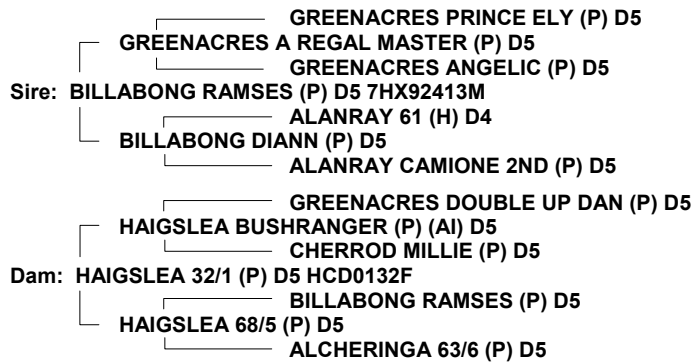 GREENACRES PRINCE ELY (P) D5
GREENACRES A REGAL MASTER (P) D5
GREENACRES ANGELIC (P) D5
Sire: BILLABONG RAMSES (P) D5 7HX92413M
ALANRAY 61 (H) D4
BILLABONG DIANN (P) D5
ALANRAY CAMIONE 2ND (P) D5
GREENACRES DOUBLE UP DAN (P) D5
HAIGSLEA BUSHRANGER (P) (AI) D5
CHERROD MILLIE (P) D5
Dam: HAIGSLEA 32/1 (P) D5 HCD0132F
BILLABONG RAMSES (P) D5
HAIGSLEA 68/5 (P) D5
ALCHERINGA 63/6 (P) D5